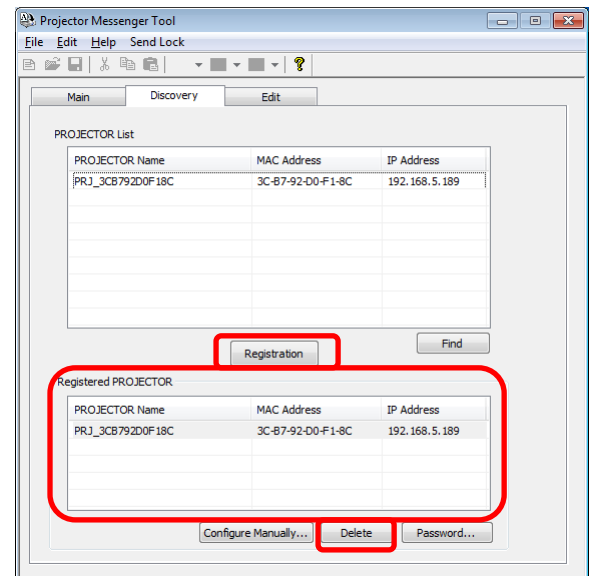 Projector Messenger Tool
File Edit Help Send Lock
Main Discovery Edit
PROJECTOR List
PROJECTOR Name MAC Address IP Address
PRJ_3CB792D0F18C 3C-B7-92-D0-F1-8C 192.168.5.189
Find
Registration
Registered PROJECTOR
PROJECTOR Name MAC Address IP Address
PRJ_3CB792D0F18C 3C-B7-92-D0-F1-8C 192.168.5.189
Configure Manually... Delete Password...